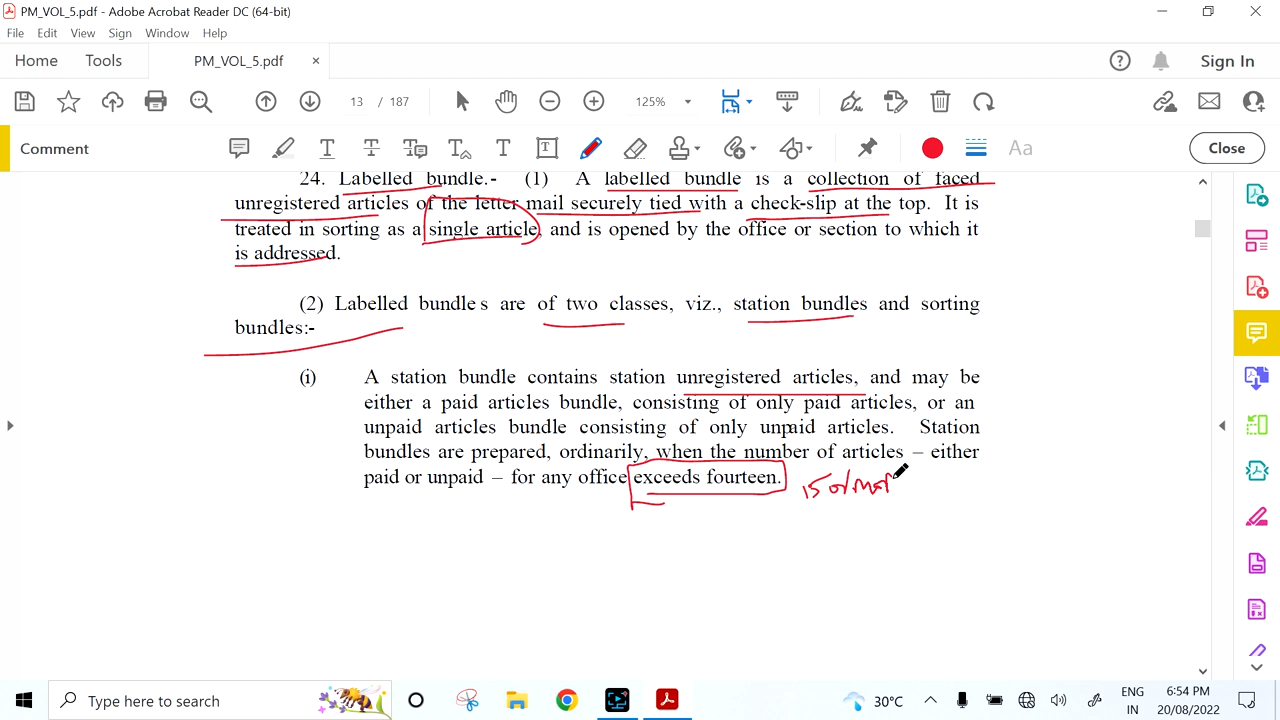 PM_VOL_5.pdf - Adobe Acrobat Reader DC (64-bit)
File Edit View Sign Window Help
Home Tools PM_VOL_5.pdf × Sign In
13 / 187 125%
Comment Aa Close
24. Labelled bundle.- (1) A labelled bundle is a collection of faced
unregistered articles of the letter mail securely tied with a check-slip at the top. It is
treated in sorting as a single article, and is opened by the office or section to which it
is addressed.
(2) Labelled bundle s are of two classes, viz., station bundles and sorting
bundles:-
(i) A station bundle contains station unregistered articles, and may be
either a paid articles bundle, consisting of only paid articles, or an
unpaid articles bundle consisting of only unpaid articles. Station
bundles are prepared, ordinarily, when the number of articles – either
paid or unpaid – for any office exceeds fourteen. 15 or mor
Type here to search
30°C ENG 6:54 PM
IN 20/08/2022